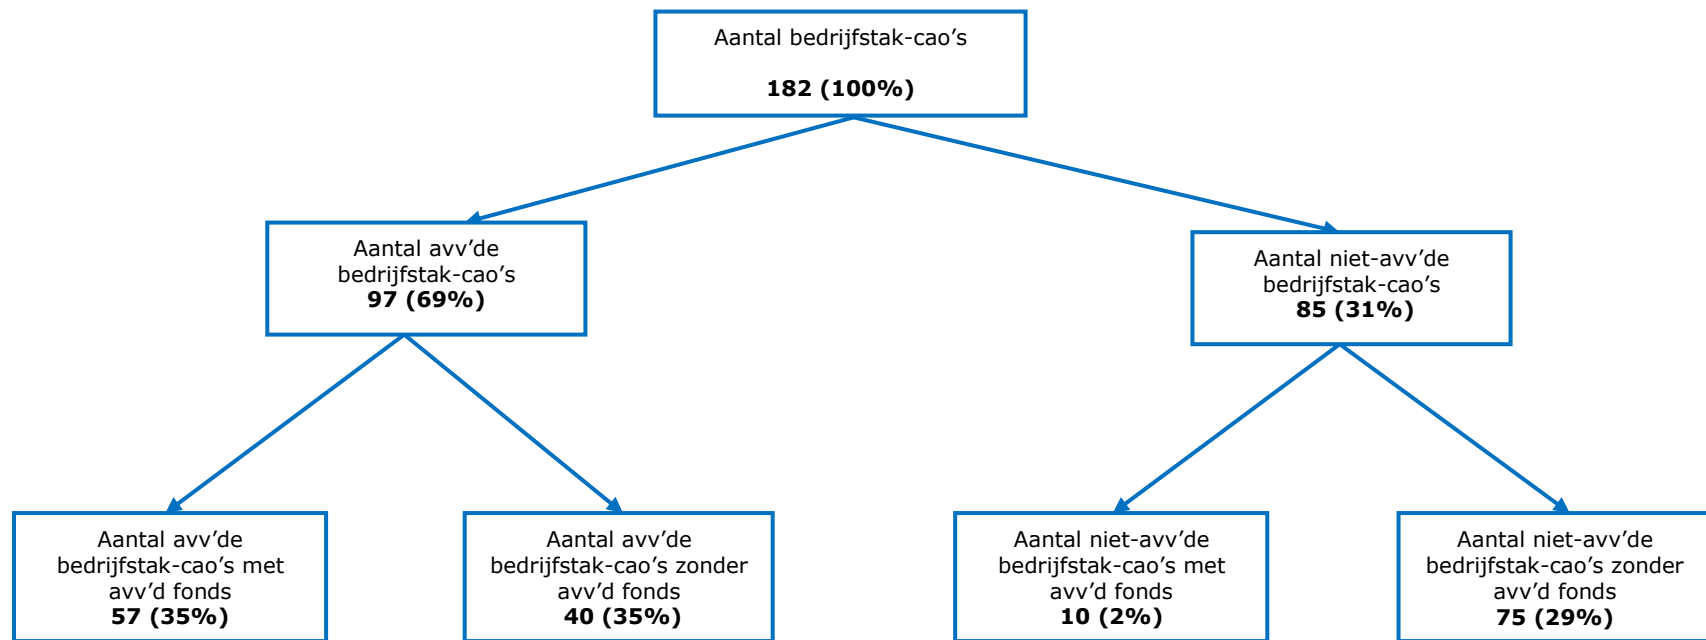 Aantal bedrijfstak-cao’s
182 (100%)
Aantal avv’de
bedrijfstak-cao’s
97 (69%)
Aantal niet-avv’de
bedrijfstak-cao’s
85 (31%)
Aantal avv’de
bedrijfstak-cao’s met
avv’d fonds
57 (35%)
Aantal avv’de
bedrijfstak-cao’s zonder
avv’d fonds
40 (35%)
Aantal niet-avv’de
bedrijfstak-cao’s met
avv’d fonds
10 (2%)
Aantal niet-avv’de
bedrijfstak-cao’s zonder
avv’d fonds
75 (29%)